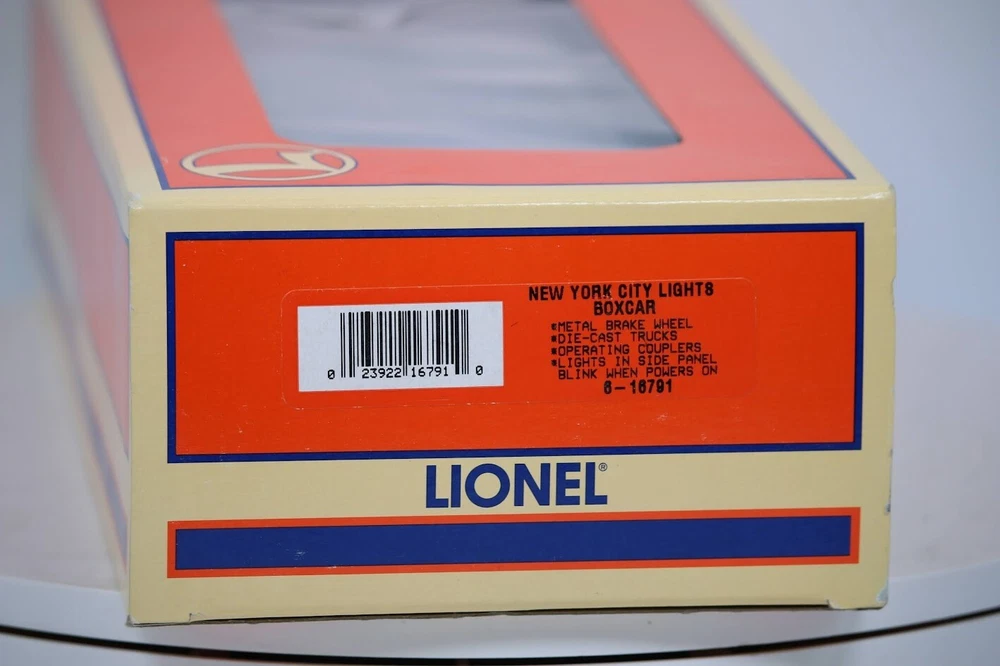 NEW YORK CITY LIGHTS
BOXCAR
METAL BRAKE WHEEL
DIE-CAST TRUCKS
OPERATING COUPLERS
LIGHTS IN SIDE PANEL
BLINK WHEN POWERS ON
6-16791
0 23922 16791 0
LIONEL®